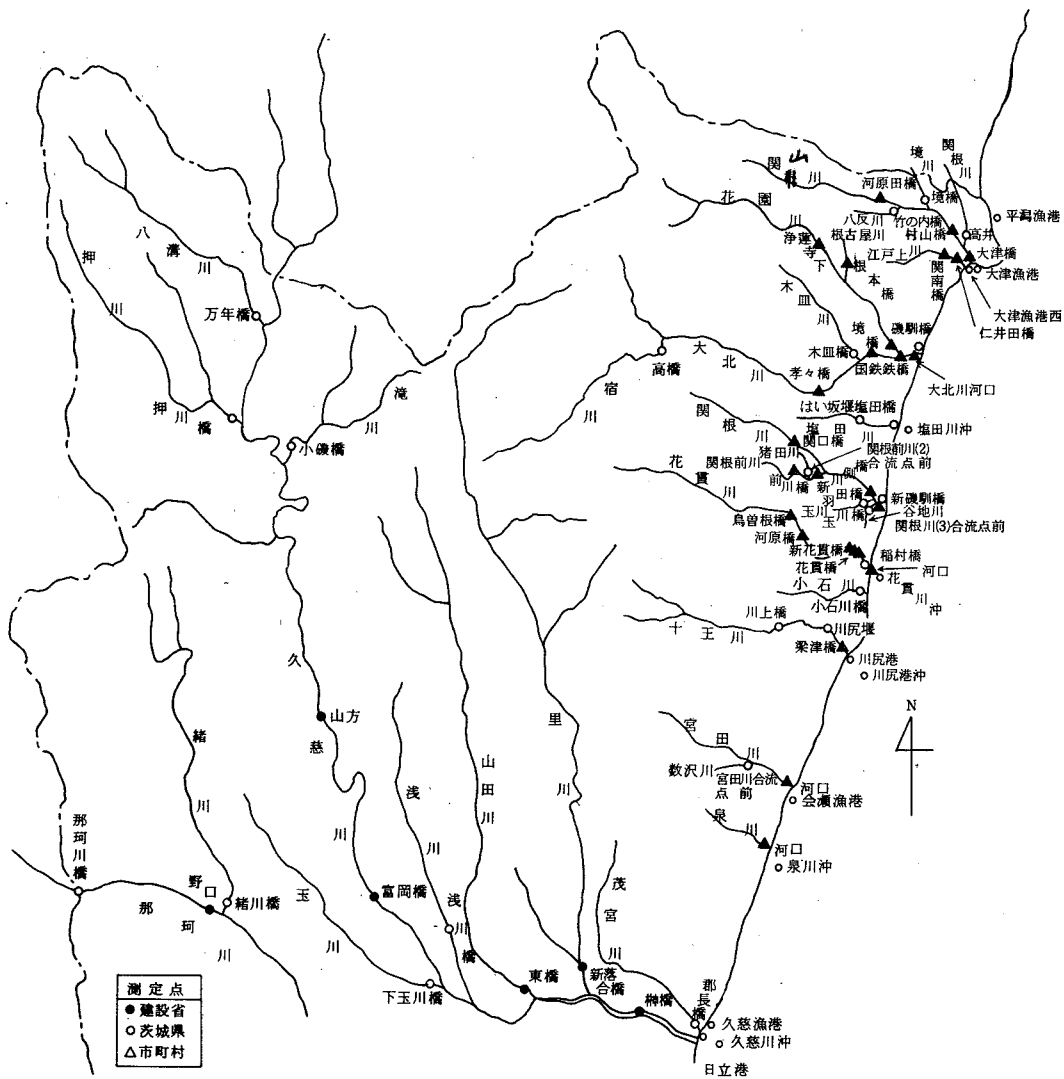 関川
山形
境川
関根川
河原田橋
境橋
平潟漁港
花園川
八反川
竹の内橋
浄蓮寺下
根古屋川
村山橋
高井
江戸上川
大津橋
根本橋
関南橋
大津漁港
大津漁港西
仁井田橋
木皿川
境橋
磯馴橋
木皿橋
国鉄鉄橋
大北川河口
高橋
大北川
孝々橋
宿川
はい坂堰
塩田橋
塩田川
塩田川沖
関根川
関口橋
猪田川
関根前川(2)
合流点前
関根前川
前川橋
新川側橋
羽田橋
新磯馴橋
玉川
玉川橋
谷地川
関根川(3)合流点前
花貫川
鳥曽根橋
河原橋
新花貫橋
花貫橋
稲村橋
河口
花貫川沖
小石川
小石川橋
十王川
川上橋
川尻堰
梁津橋
川尻港
川尻港沖
N
宮田川
数沢川
宮田川合流
点前
河口
会瀬漁港
泉川
河口
泉川沖
八溝川
押川
万年橋
押川橋
小磯橋
滝川
久慈川
山方
緒川
浅川
山田川
里川
那珂川橋
野口
緒川橋
那珂川
玉川
富岡橋
浅川橋
茂宮川
下玉川橋
東橋
新落合橋
榊橋
郡長橋
久慈漁港
久慈川沖
日立港
測定点
●建設省
○茨城県
△市町村